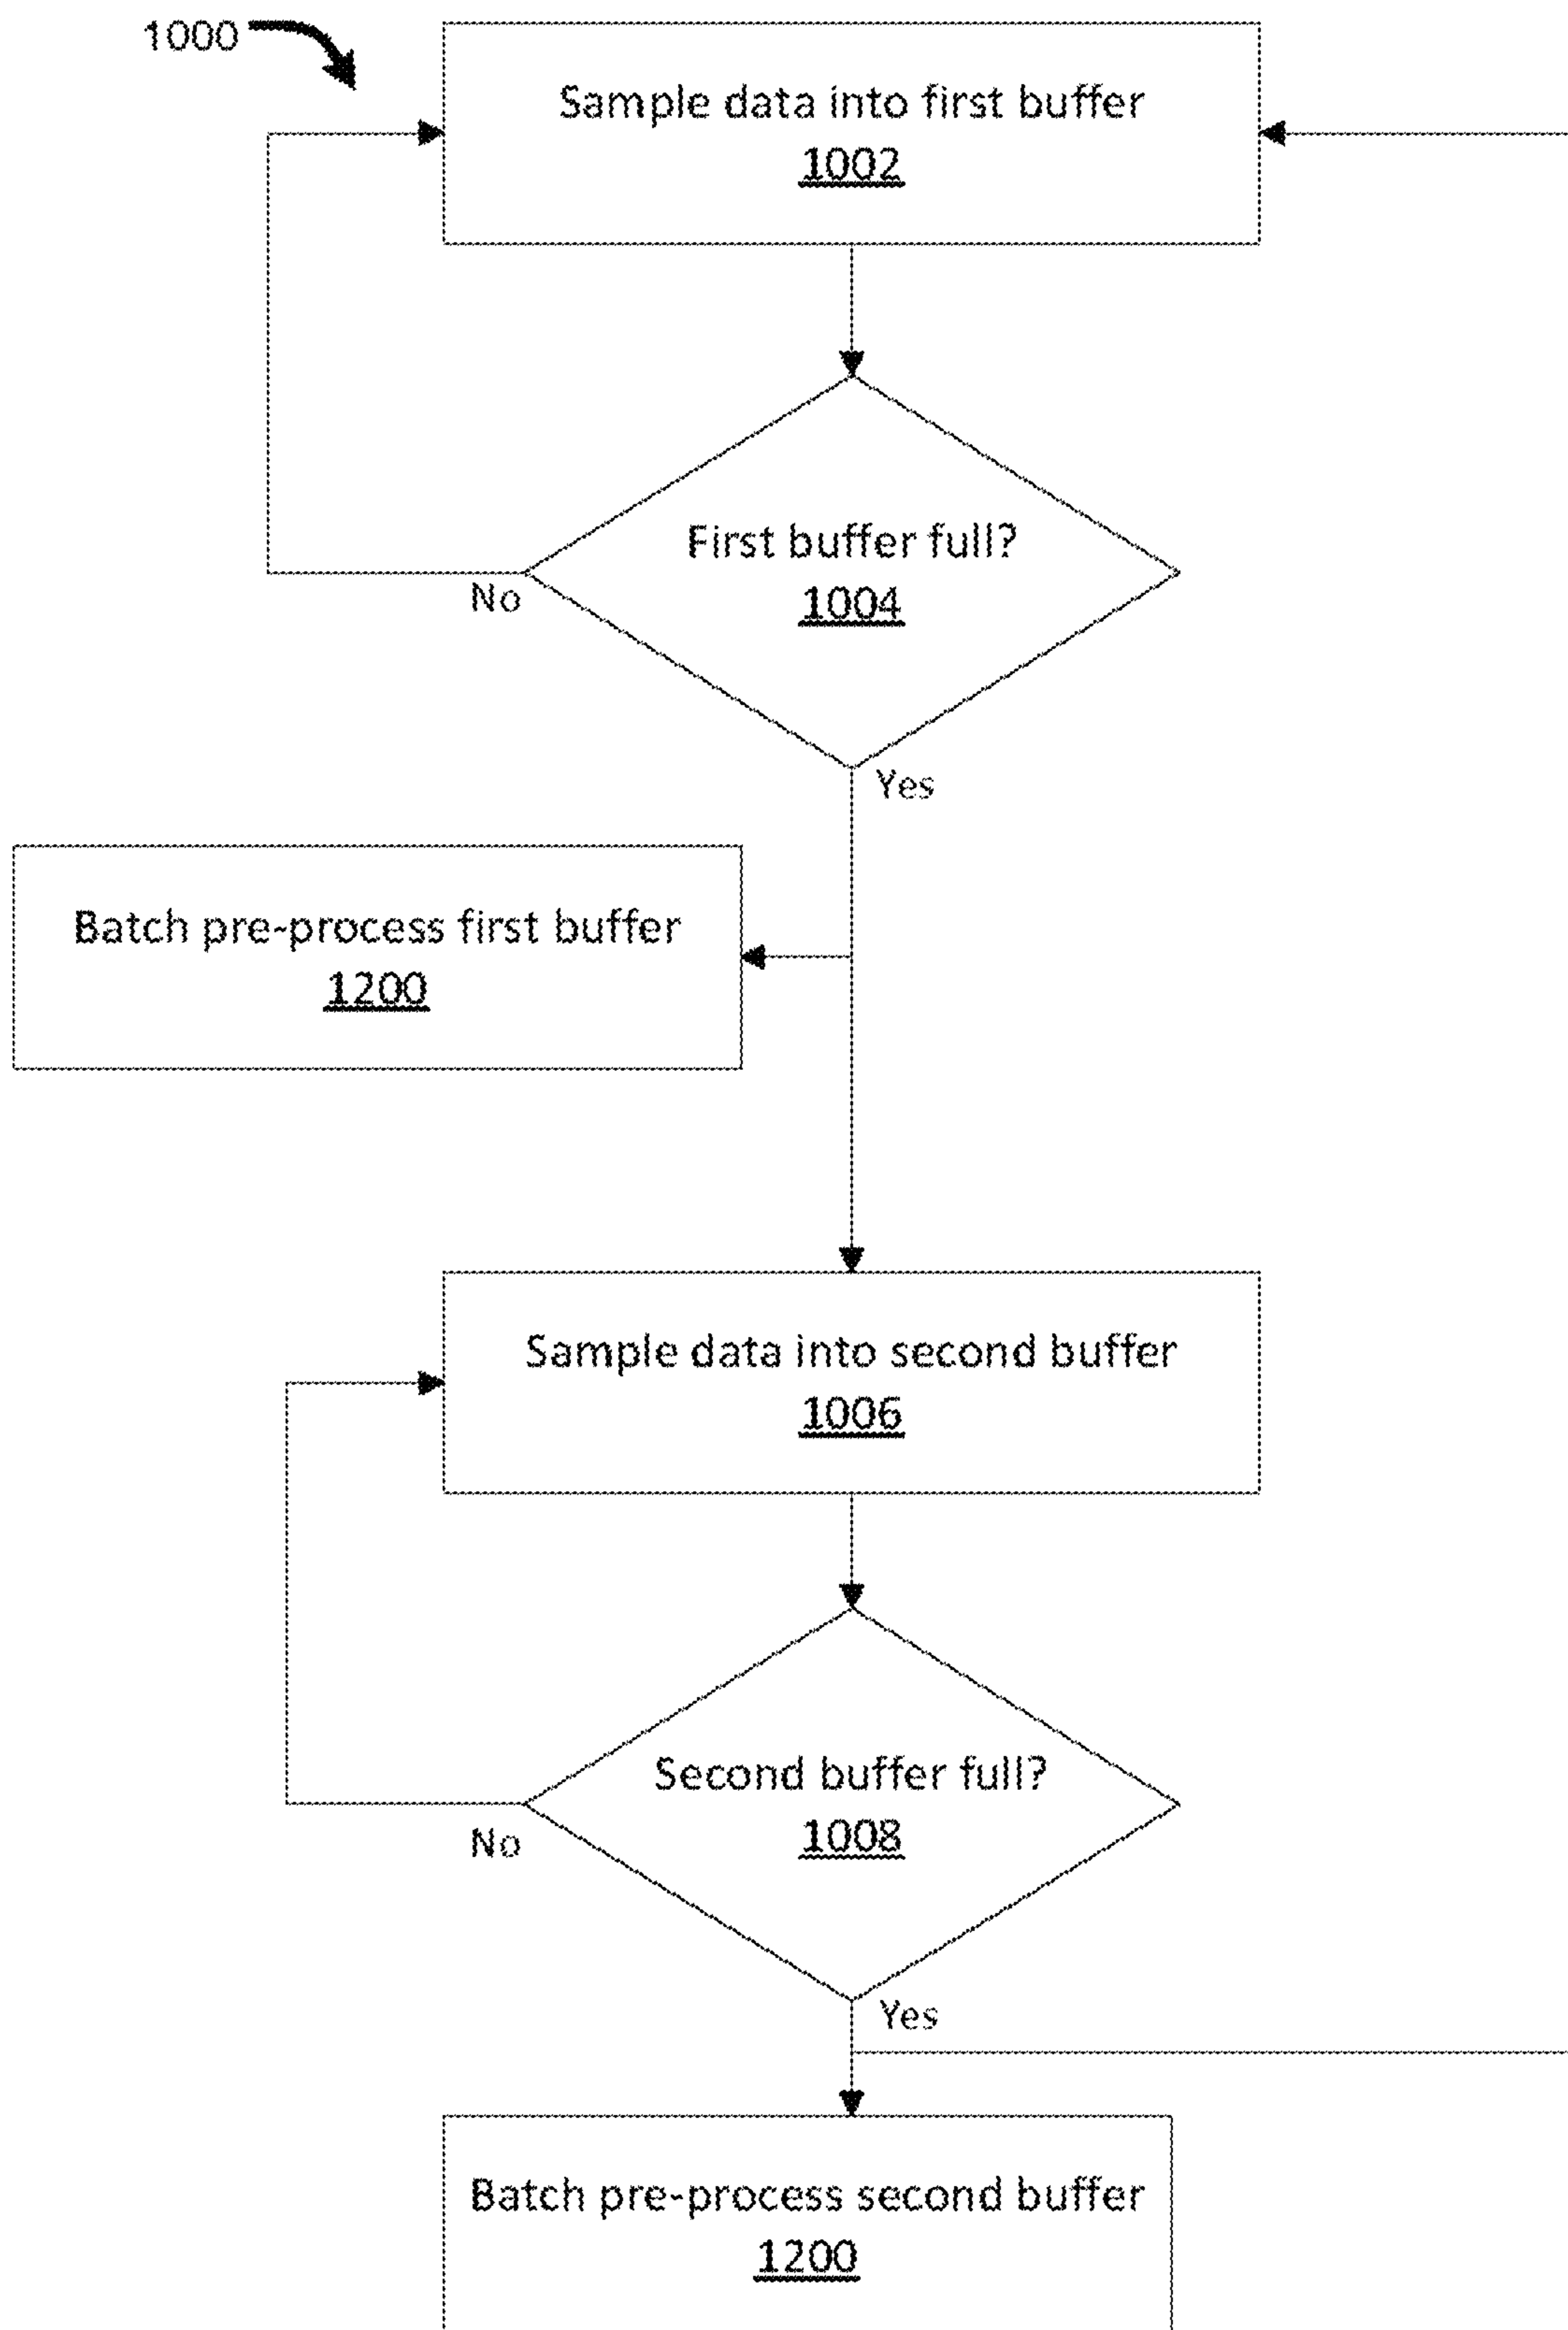 1000
Sample data into first buffer
1002
First buffer full?
1004
No
Yes
Batch pre-process first buffer
1200
Sample data into second buffer
1006
Second buffer full?
1008
No
Yes
Batch pre-process second buffer
1200